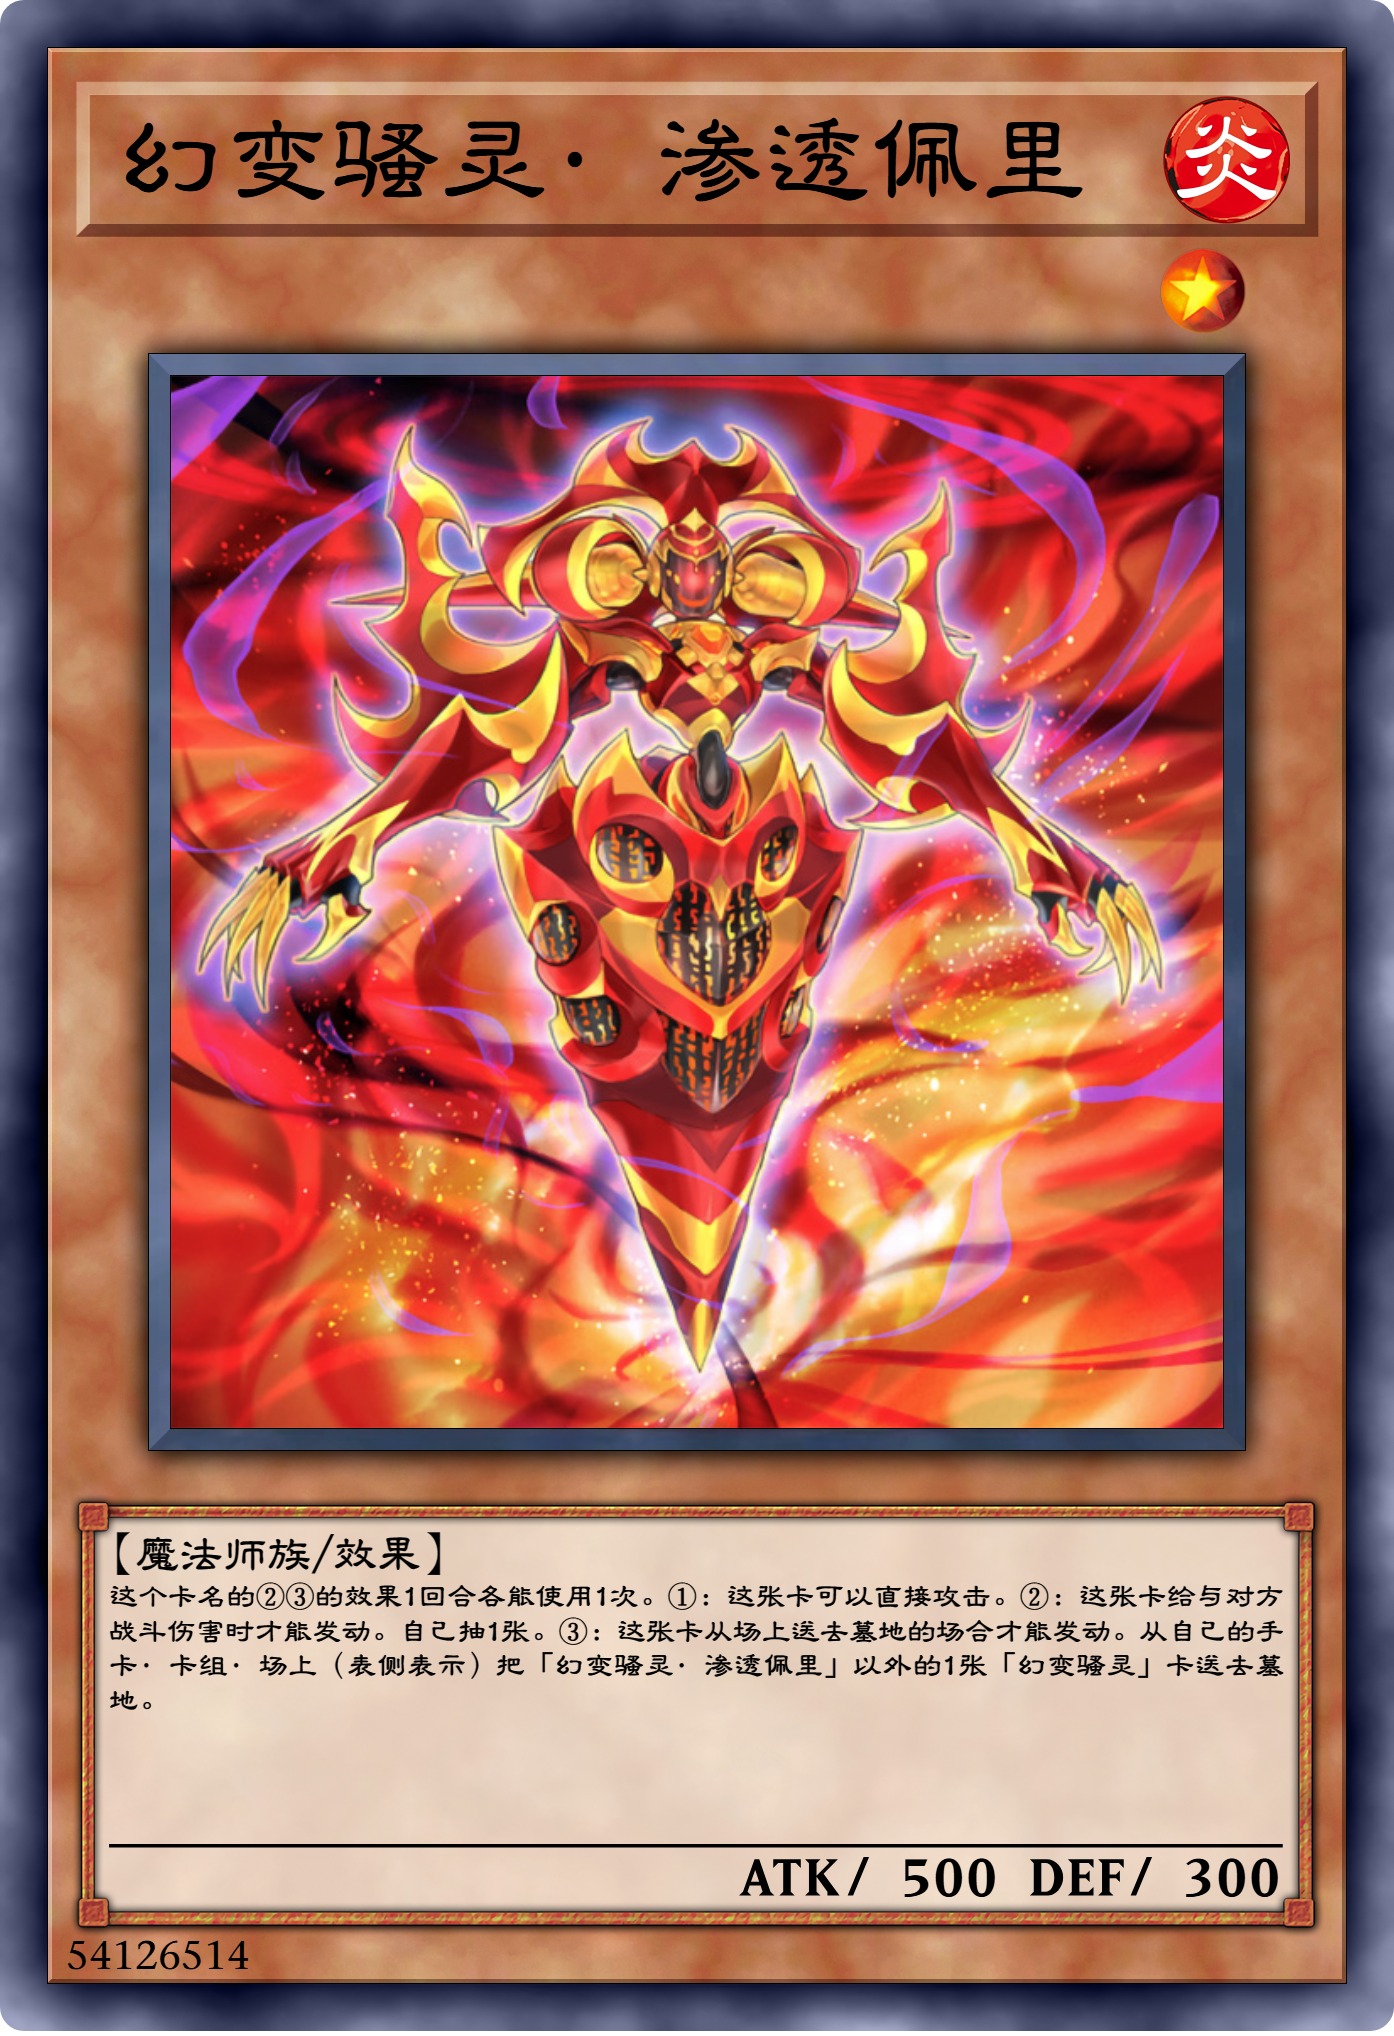 幻变骚灵·渗透佩里
炎
【魔法师族/效果】
这个卡名的②③的效果1回合各能使用1次。①：这张卡可以直接攻击。②：这张卡给与对方
战斗伤害时才能发动。自己抽1张。③：这张卡从场上送去墓地的场合才能发动。从自己的手
卡·卡组·场上（表侧表示）把「幻变骚灵·渗透佩里」以外的1张「幻变骚灵」卡送去墓
地。
ATK/ 500 DEF/ 300
54126514